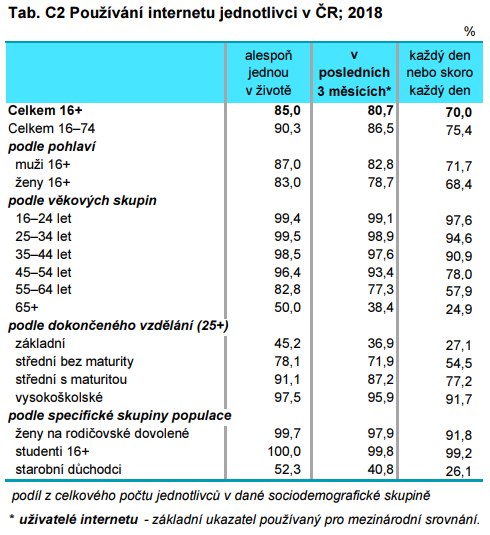 Tab. C2 Používání internetu jednotlivci v ČR; 2018
%
alespoň jednou v životě v posledních 3 měsících* každý den nebo skoro každý den
Celkem 16+ 85,0 80,7 70,0
Celkem 16–74 90,3 86,5 75,4
podle pohlaví
muži 16+ 87,0 82,8 71,7
ženy 16+ 83,0 78,7 68,4
podle věkových skupin
16–24 let 99,4 99,1 97,6
25–34 let 99,5 98,9 94,6
35–44 let 98,5 97,6 90,9
45–54 let 96,4 93,4 78,0
55–64 let 82,8 77,3 57,9
65+ 50,0 38,4 24,9
podle dokončeného vzdělání (25+)
základní 45,2 36,9 27,1
střední bez maturity 78,1 71,9 54,5
střední s maturitou 91,1 87,2 77,2
vysokoškolské 97,5 95,9 91,7
podle specifické skupiny populace
ženy na rodičovské dovolené 99,7 97,9 91,8
studenti 16+ 100,0 99,8 99,2
starobní důchodci 52,3 40,8 26,1
podíl z celkového počtu jednotlivců v dané sociodemografické skupině
* uživatelé internetu - základní ukazatel používaný pro mezinárodní srovnání.